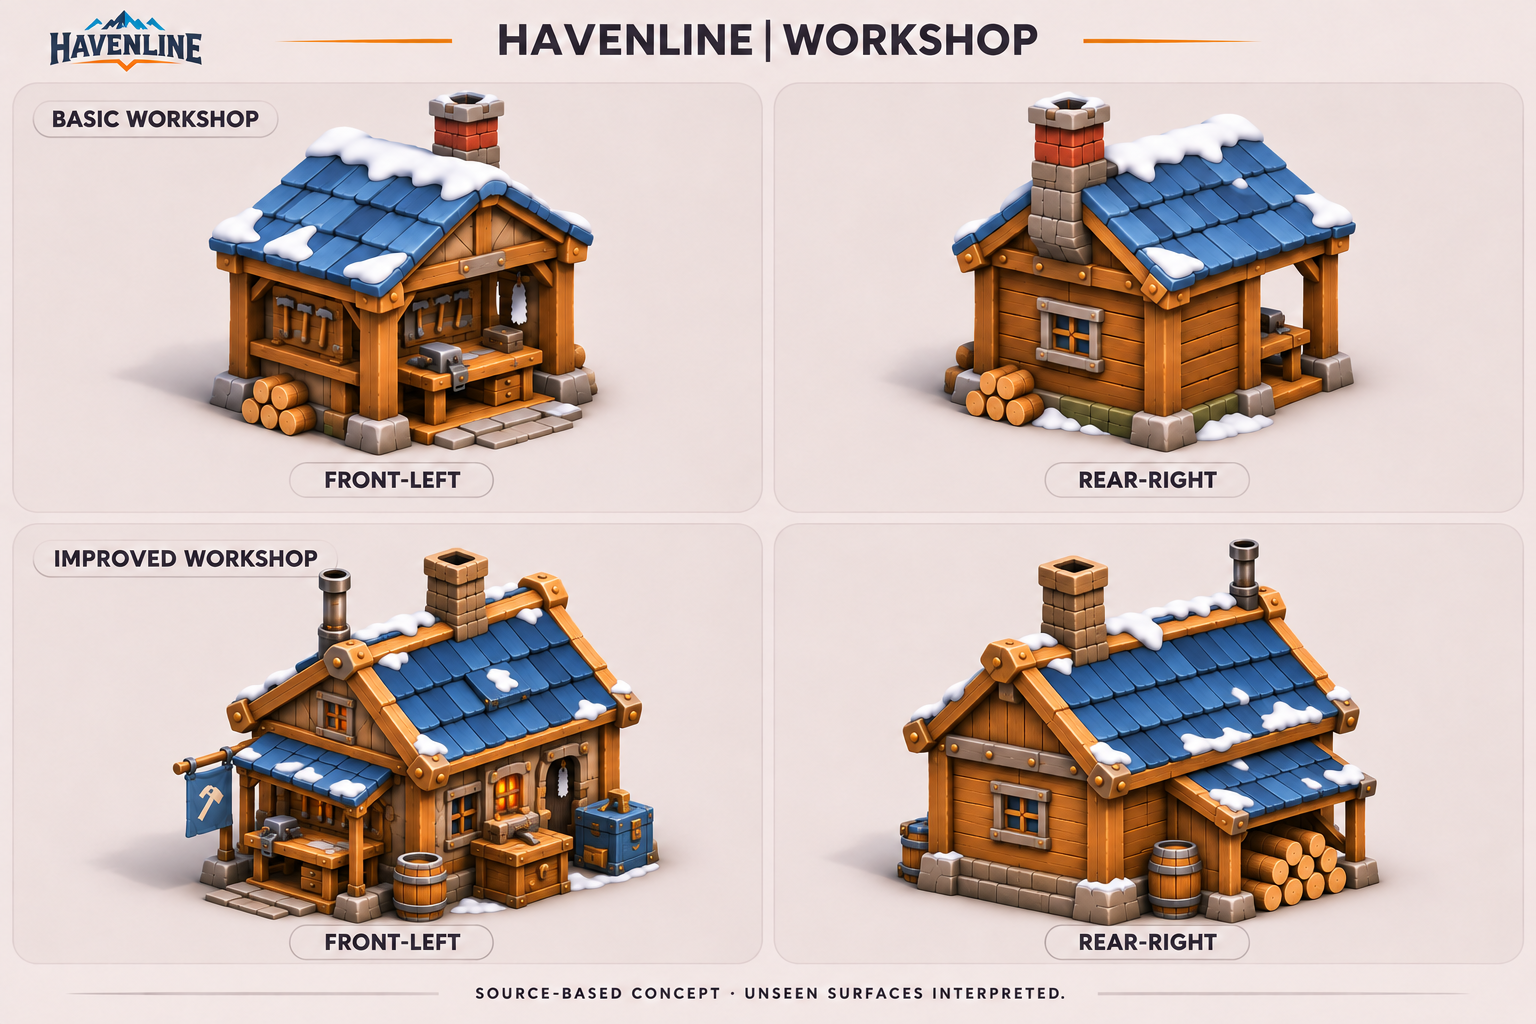 HAVENLINE
HAVENLINE | WORKSHOP
BASIC WORKSHOP
FRONT-LEFT
REAR-RIGHT
IMPROVED WORKSHOP
FRONT-LEFT
REAR-RIGHT
SOURCE-BASED CONCEPT · UNSEEN SURFACES INTERPRETED.